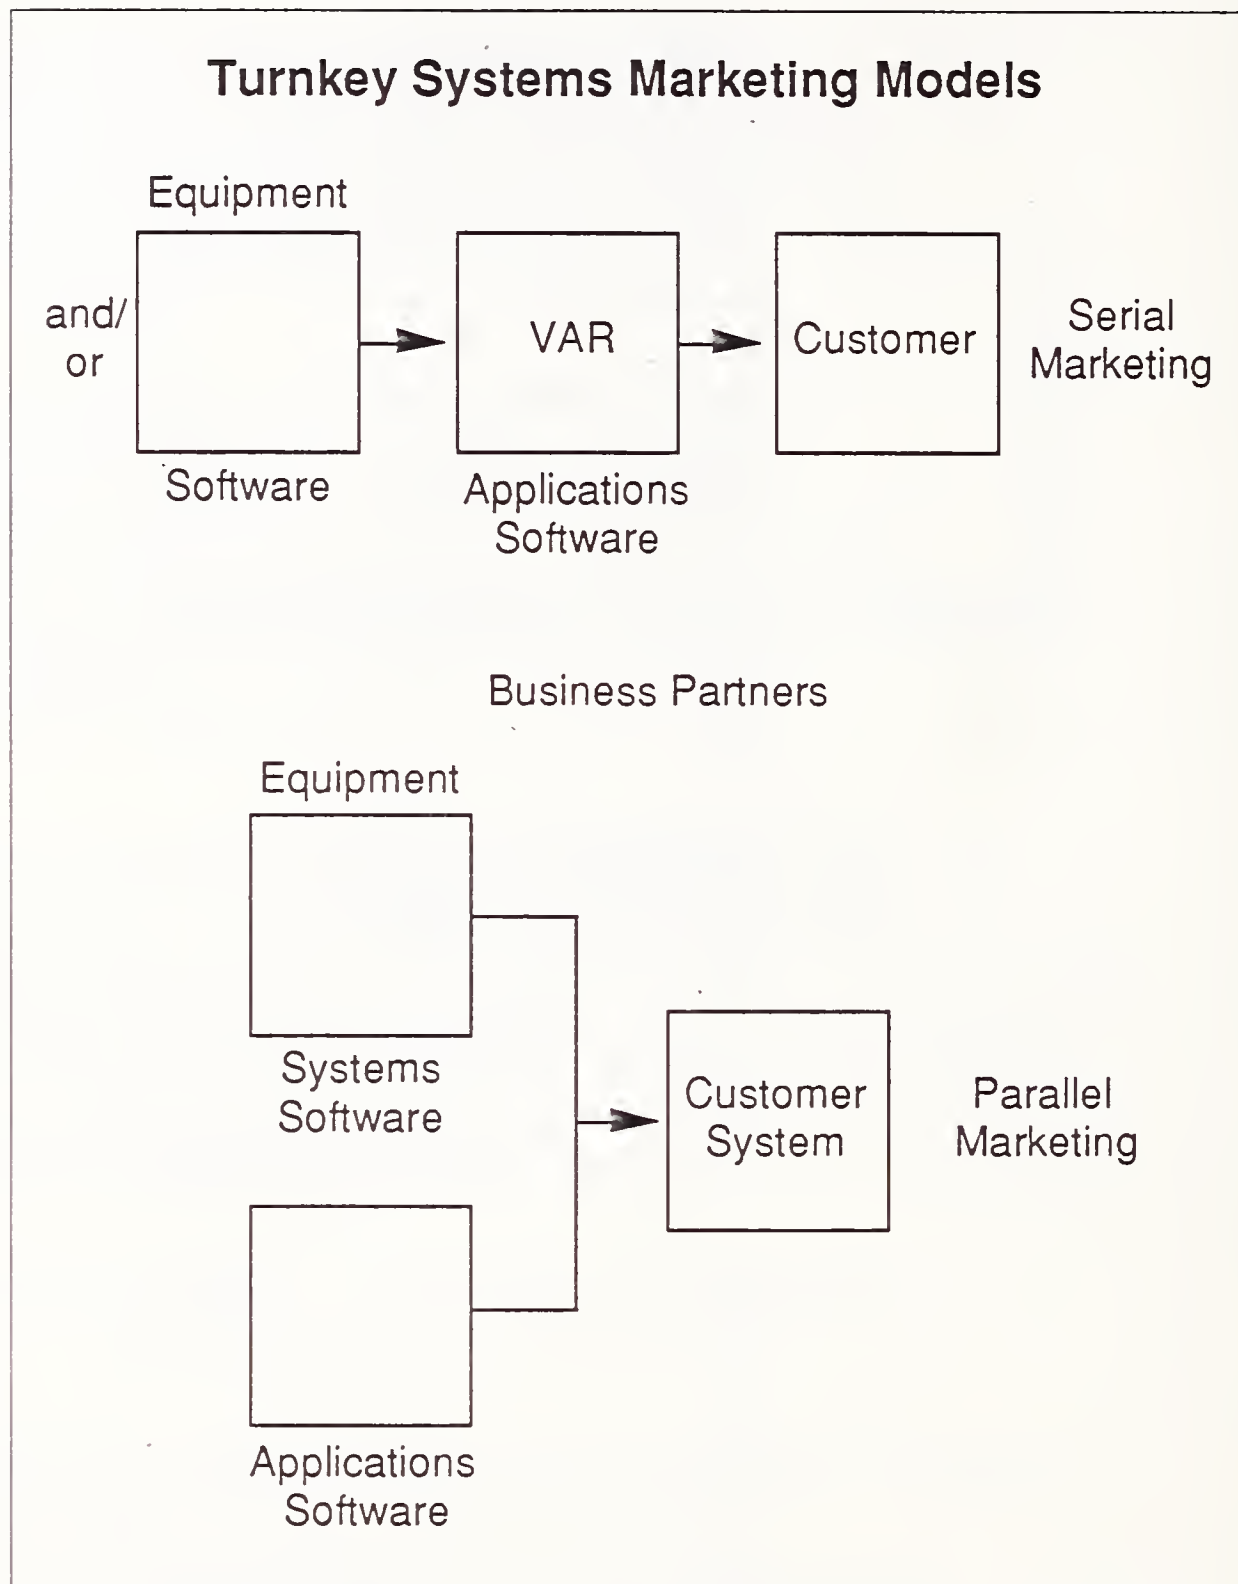 Turnkey Systems Marketing Models
Equipment
and/
or
VAR
Customer
Serial
Marketing
Software
Applications
Software
Business Partners
Equipment
Systems
Software
Customer
System
Parallel
Marketing
Applications
Software